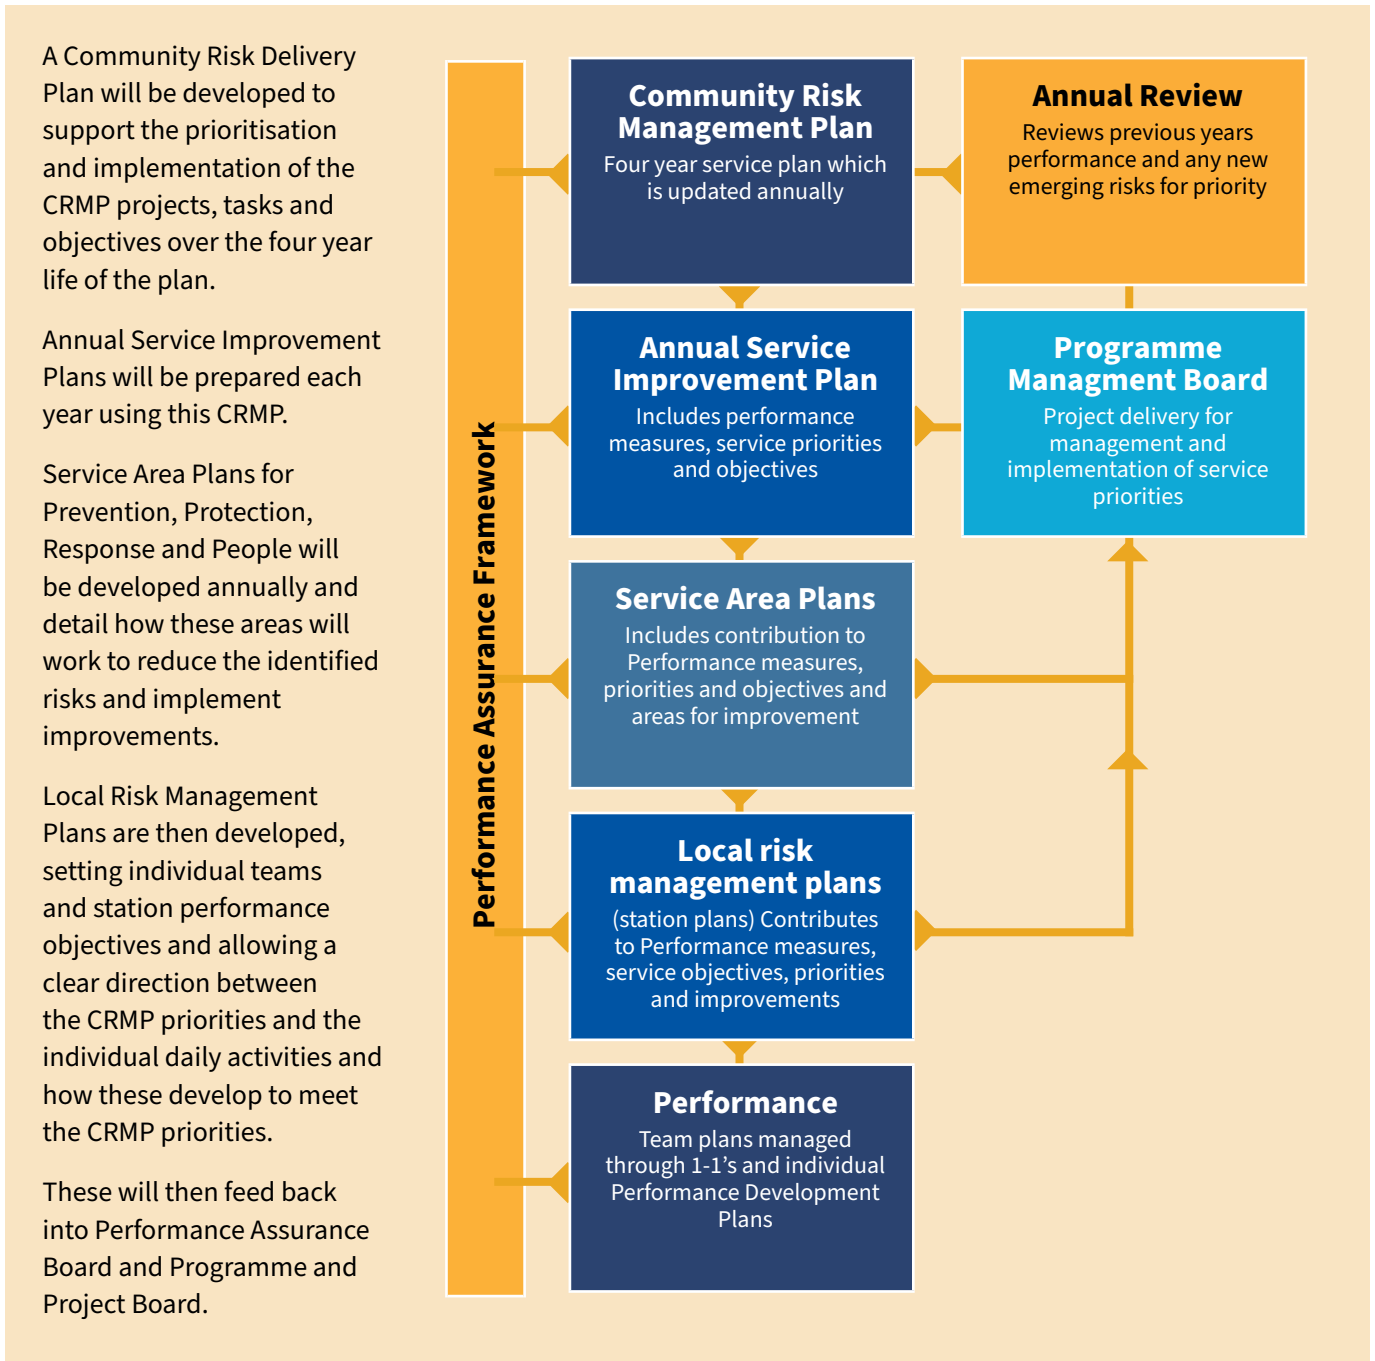 A Community Risk Delivery
Plan will be developed to
support the prioritisation
and implementation of the
CRMP projects, tasks and
objectives over the four year
life of the plan.
Annual Service Improvement
Plans will be prepared each
year using this CRMP.
Service Area Plans for
Prevention, Protection,
Response and People will
be developed annually and
detail how these areas will
work to reduce the identified
risks and implement
improvements.
Local Risk Management
Plans are then developed,
setting individual teams
and station performance
objectives and allowing a
clear direction between
the CRMP priorities and the
individual daily activities and
how these develop to meet
the CRMP priorities.
These will then feed back
into Performance Assurance
Board and Programme and
Project Board.
Performance Assurance Framework
Community Risk
Management Plan
Four year service plan which
is updated annually
Annual Review
Reviews previous years
performance and any new
emerging risks for priority
Annual Service
Improvement Plan
Includes performance
measures, service priorities
and objectives
Programme
Managment Board
Project delivery for
management and
implementation of service
priorities
Service Area Plans
Includes contribution to
Performance measures,
priorities and objectives and
areas for improvement
Local risk
management plans
(station plans) Contributes
to Performance measures,
service objectives, priorities
and improvements
Performance
Team plans managed
through 1-1’s and individual
Performance Development
Plans